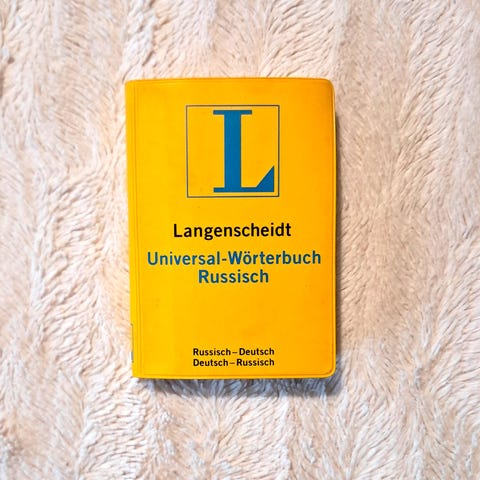 L
Langenscheidt
Universal-Wörterbuch
Russisch
Russisch – Deutsch
Deutsch – Russisch